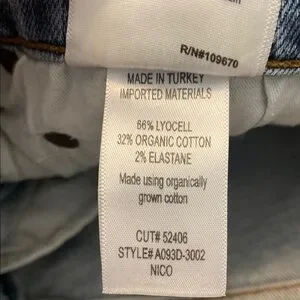 R/N#109670
MADE IN TURKEY
IMPORTED MATERIALS
66% LYOCELL
32% ORGANIC COTTON
2% ELASTANE
Made using organically
grown cotton
CUT# 52406
STYLE# A093D-3002
NICO